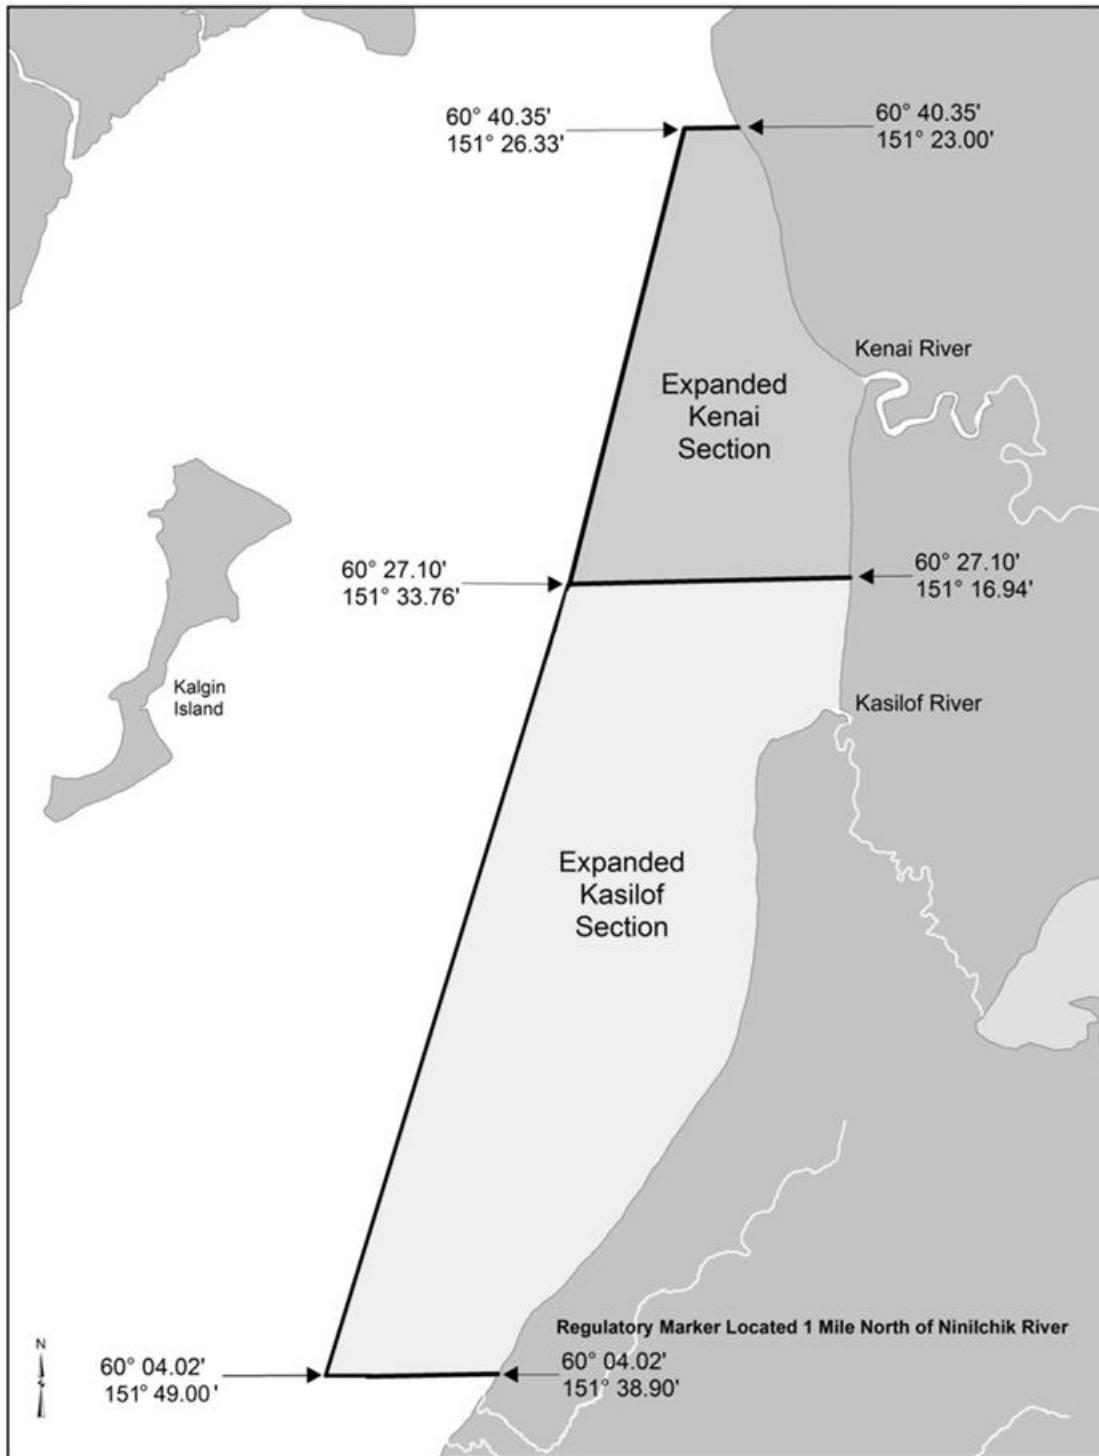 60° 40.35'
151° 26.33'
60° 40.35'
151° 23.00'
Kenai River
Expanded
Kenai
Section
60° 27.10'
151° 33.76'
60° 27.10'
151° 16.94'
Kalgin
Island
Kasilof River
Expanded
Kasilof
Section
Regulatory Marker Located 1 Mile North of Ninilchik River
N
60° 04.02'
151° 49.00'
60° 04.02'
151° 38.90'